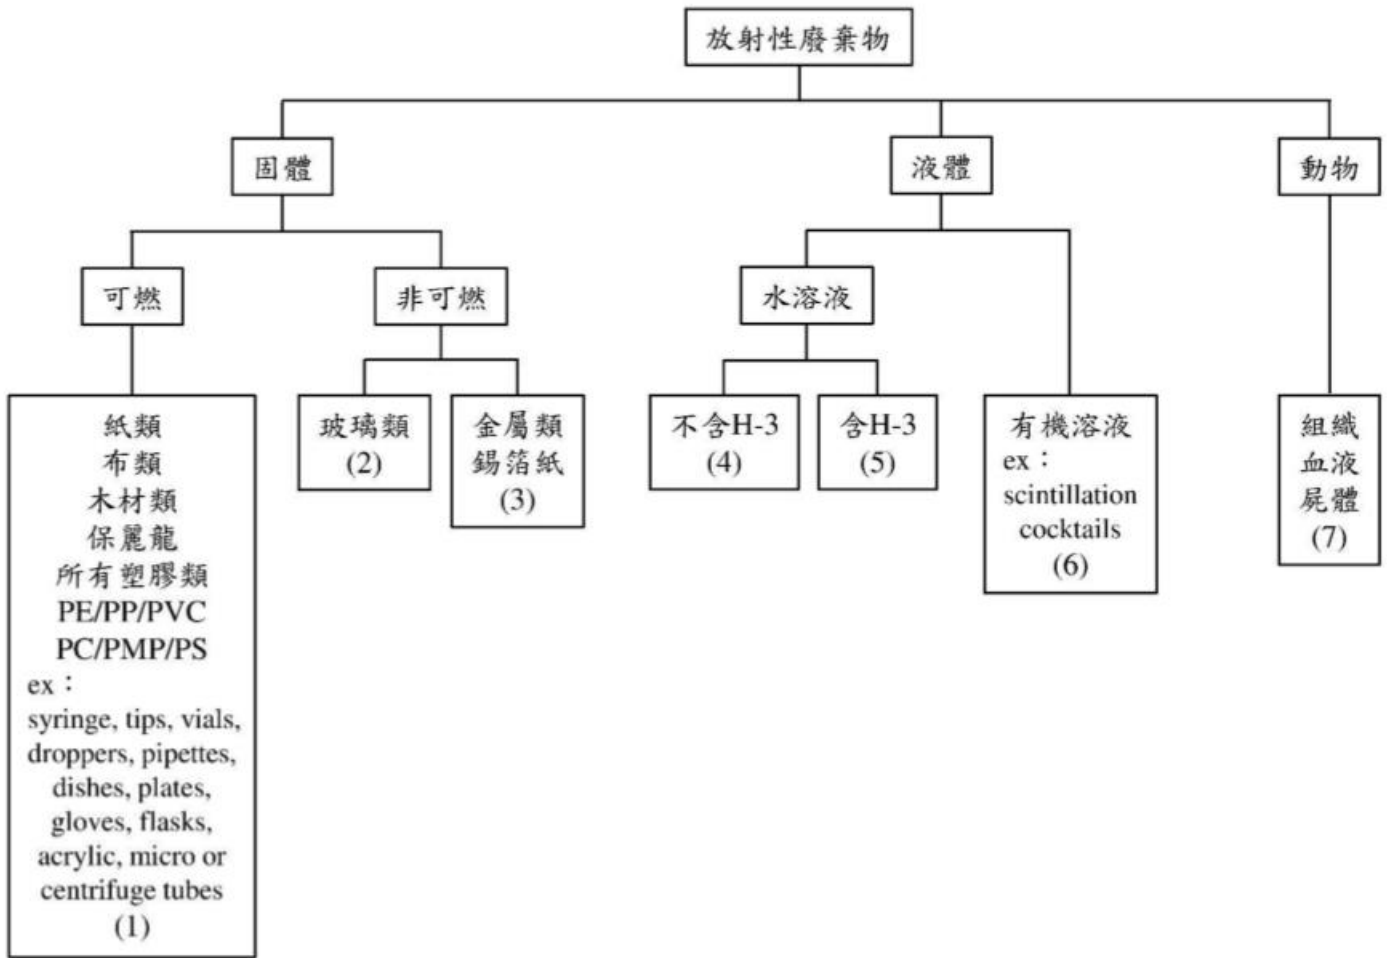 放射性廢棄物
固體
液體
動物
可燃
非可燃
水溶液
紙類
布類
木材類
保麗龍
所有塑膠類
PE/PP/PVC
PC/PMP/PS
ex：
syringe, tips, vials,
droppers, pipettes,
dishes, plates,
gloves, flasks,
acrylic, micro or
centrifuge tubes
(1)
玻璃類
(2)
金屬類
錫箔紙
(3)
不含H-3
(4)
含H-3
(5)
有機溶液
ex：
scintillation
cocktails
(6)
組織
血液
屍體
(7)